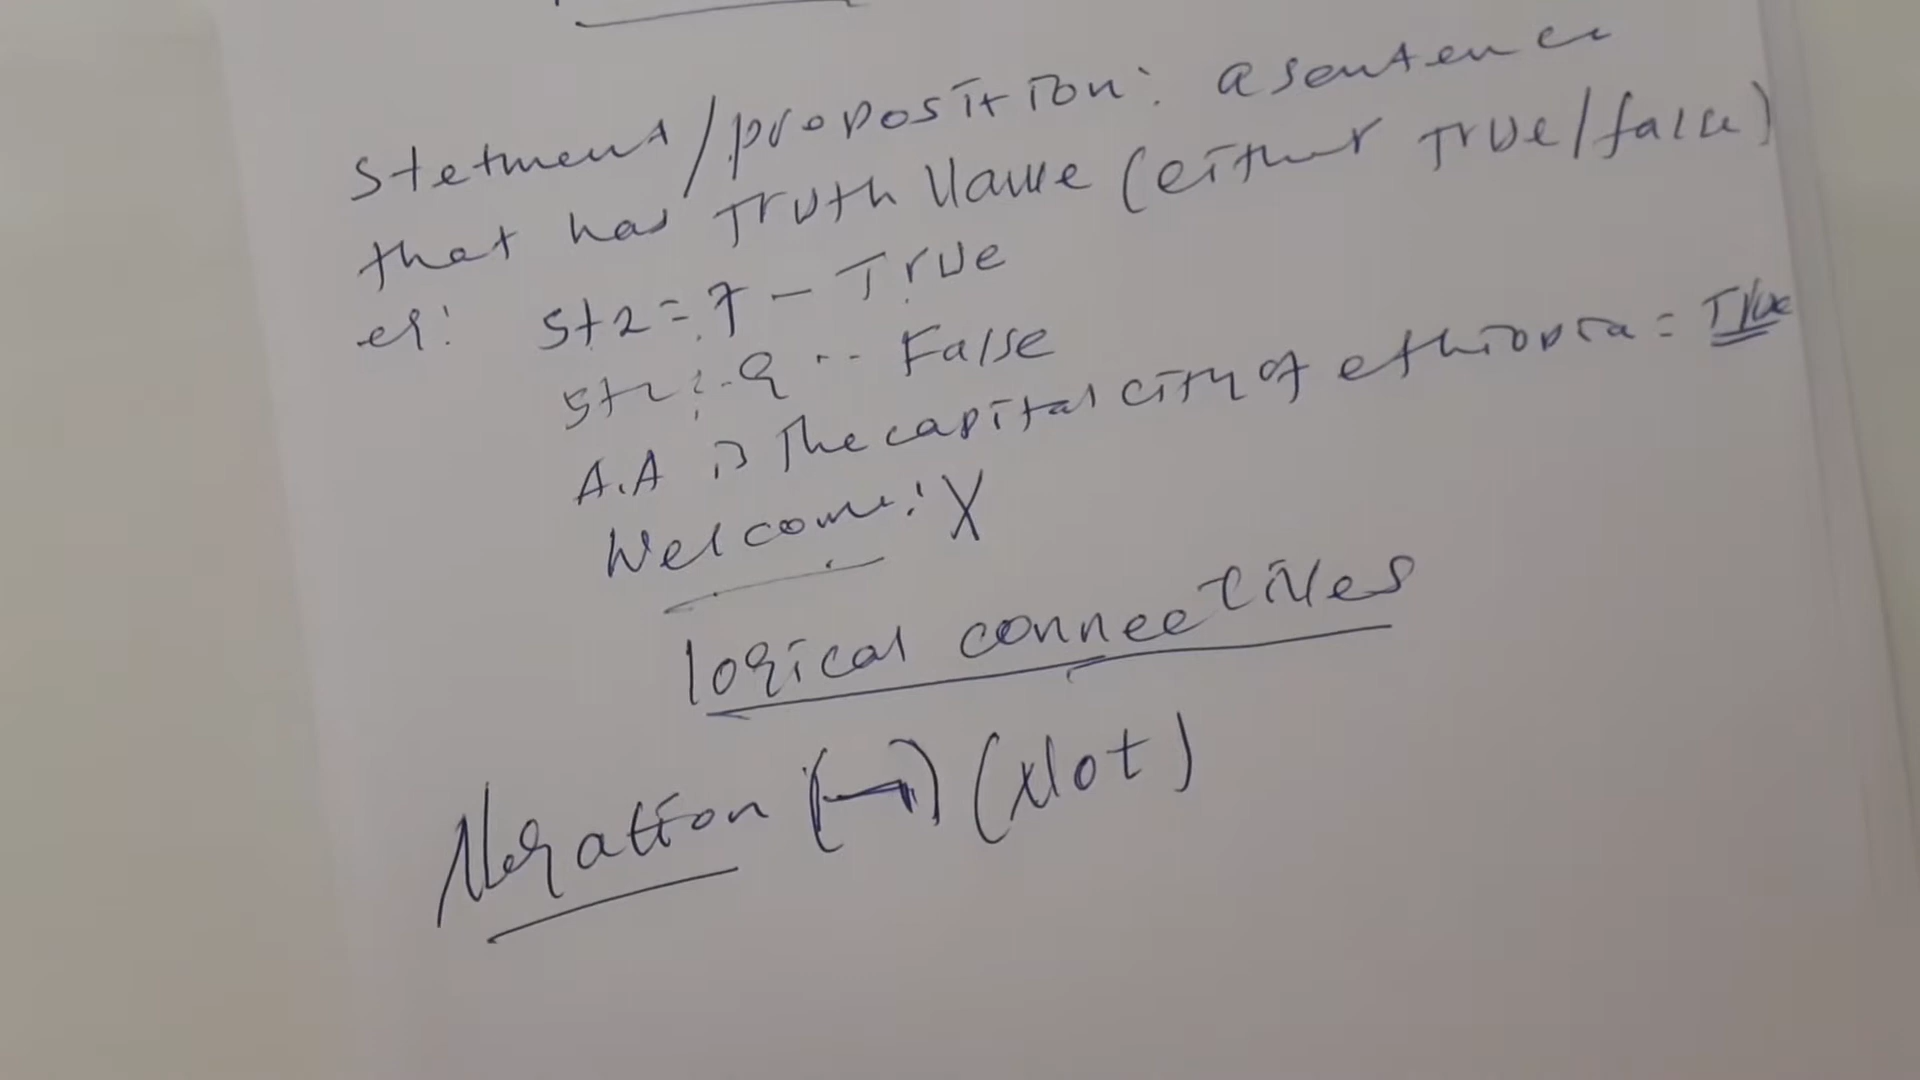 Stetment/proposition: a sentence
that has Truth Value (either True/false)
ex: 5+2=7 - True
5+2=9 -- False
A.A is the capital city of ethiopia = True
Welcome! X
logical connectives
Negation (¬) (Not)